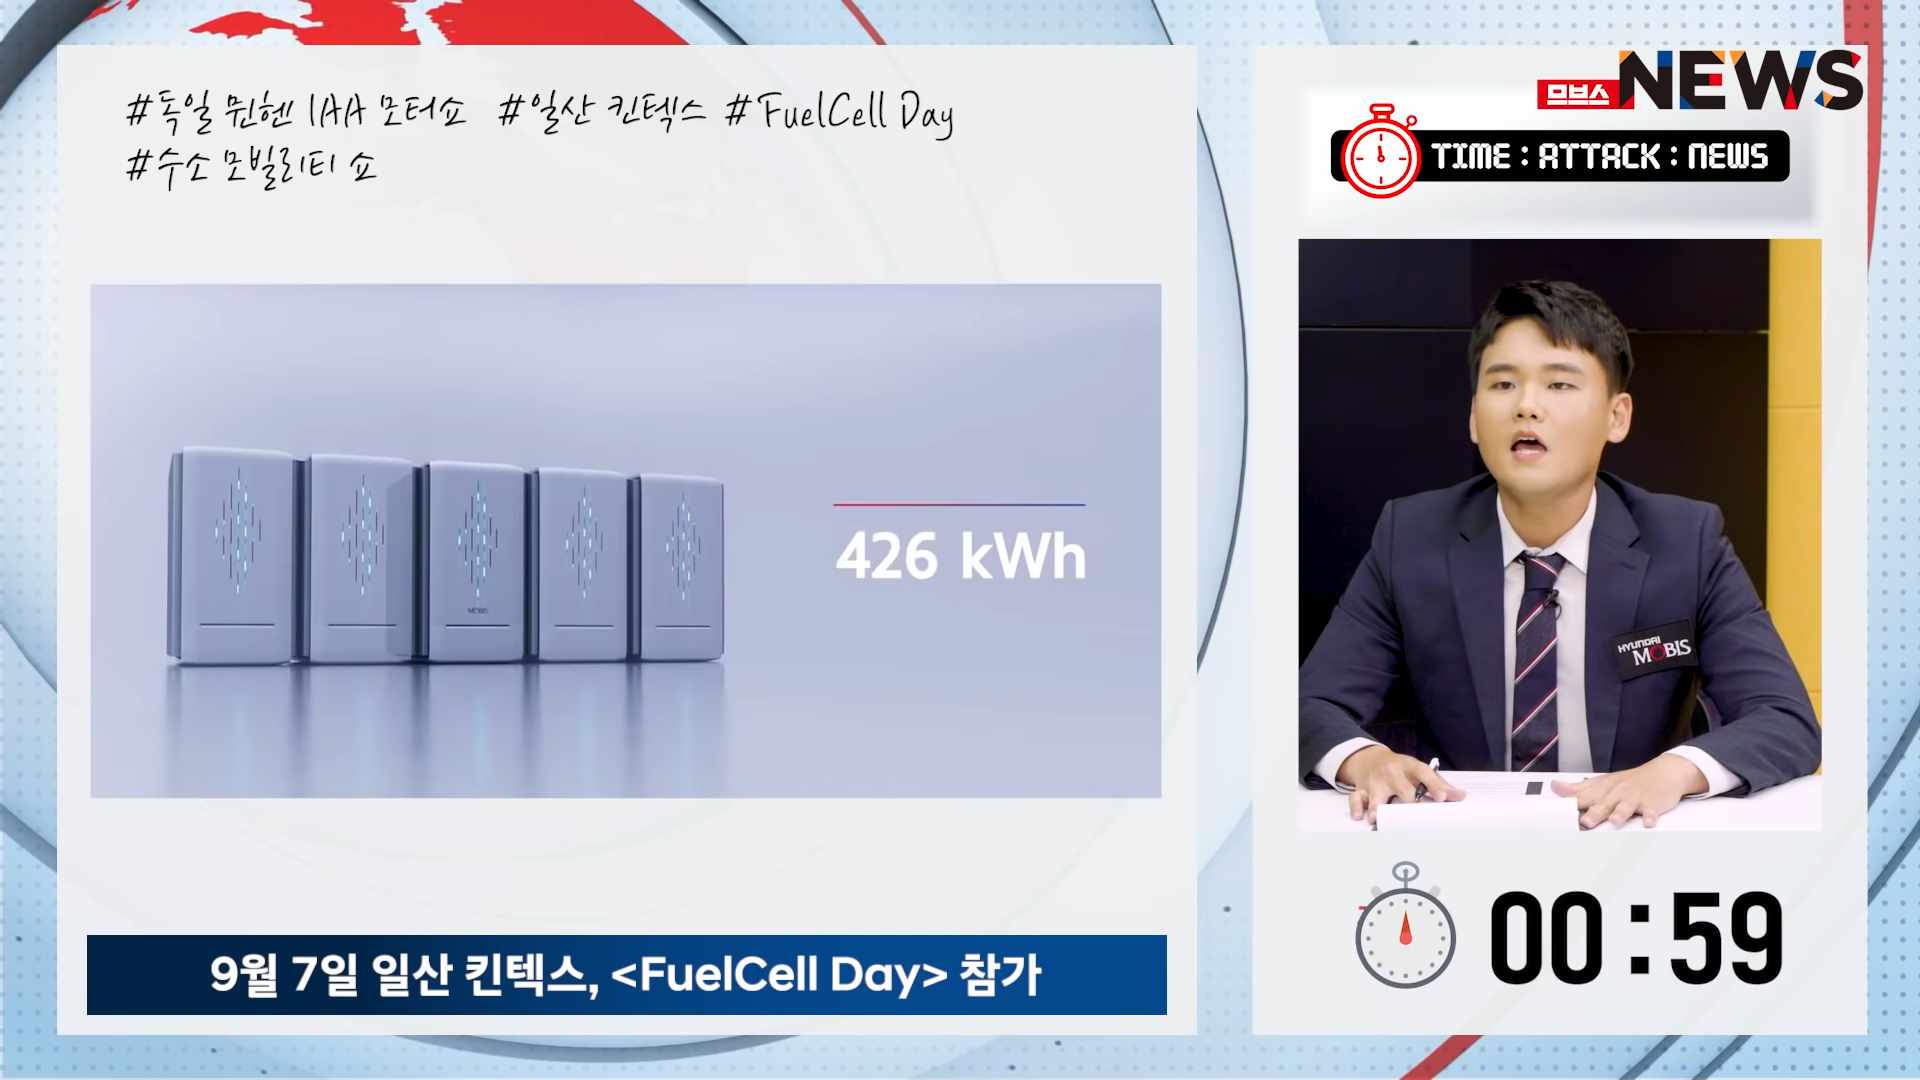 #독일 뮌헨 IAA 모터쇼 #일산 킨텍스 #FuelCell Day
#수소 모빌리티 쇼
모브스 NEWS
TIME : ATTACK : NEWS
426 kWh
MOBIS
HYUNDAI
MOBIS
9월 7일 일산 킨텍스, <FuelCell Day> 참가
00:59